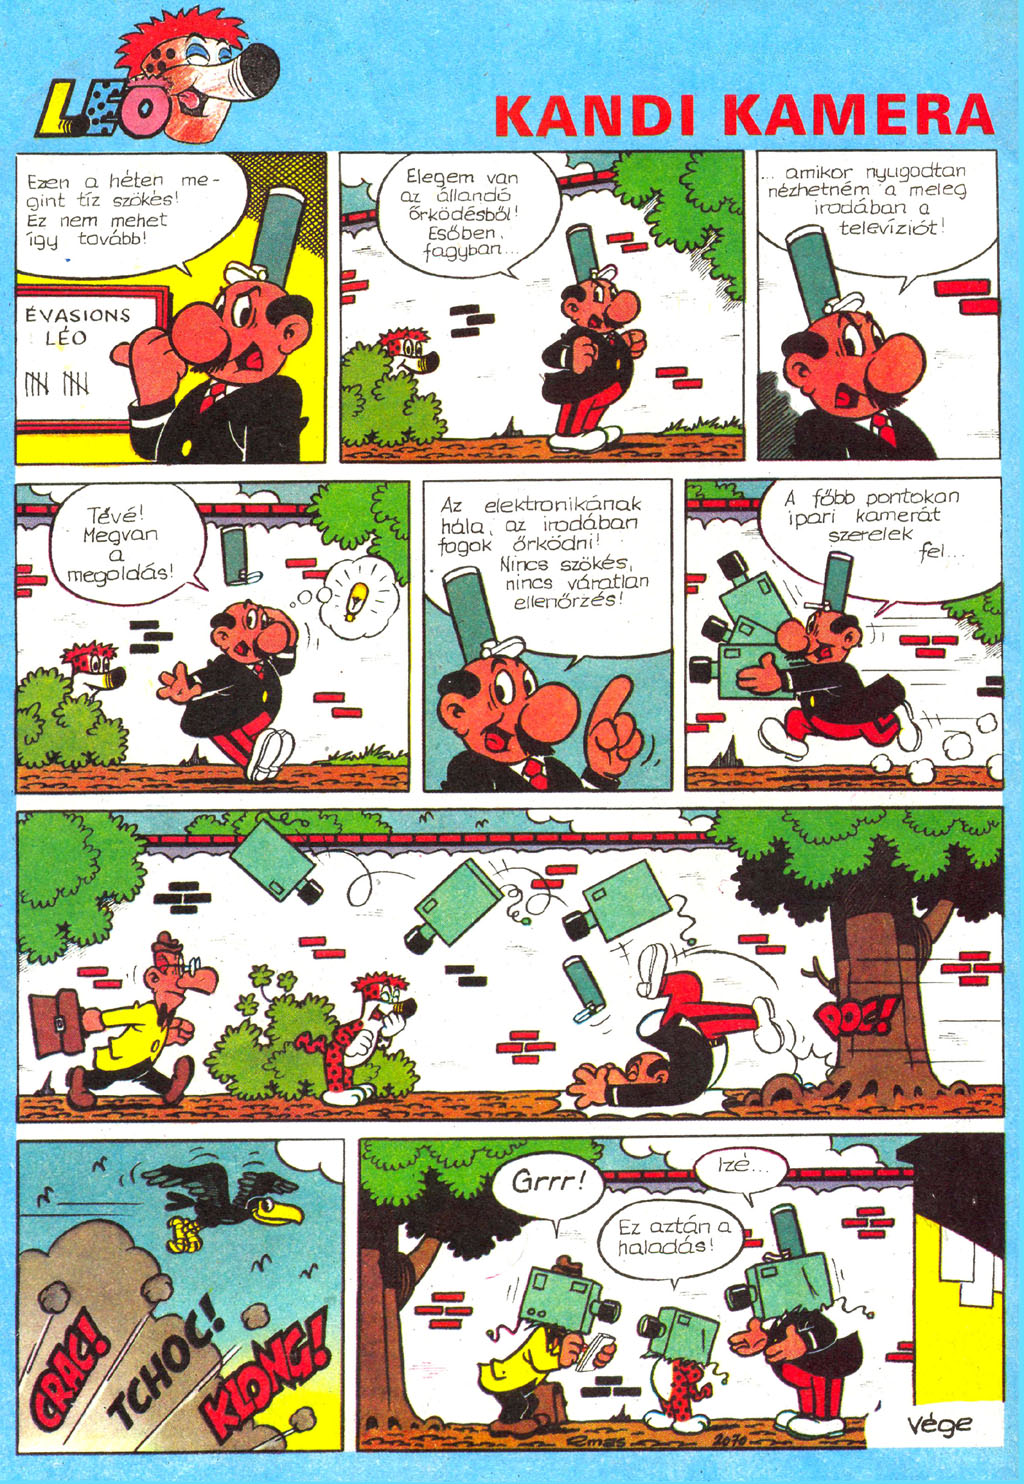 LEO
KANDI KAMERA
Ezen a héten me-
gint tíz szökés!
Ez nem mehet
így tovább!
ÉVASIONS
LÉO
Elegem van
az állandó
őrködésből!
Esőben,
fagyban...
... amikor nyugodtan
nézhetném a meleg
irodában a
televíziót!
Tévé!
Megvan
a
megoldás!
Az elektronikának
hála, az irodában
fogok őrködni!
Nincs szökés,
nincs váratlan
ellenőrzés!
A főbb pontokon
ipari kamerát
szerelek
fel...
POC!
CRAC!
TCHOC!
KLONG!
Grrr!
Izé...
Ez aztán a
haladás!
emas
2070
vége